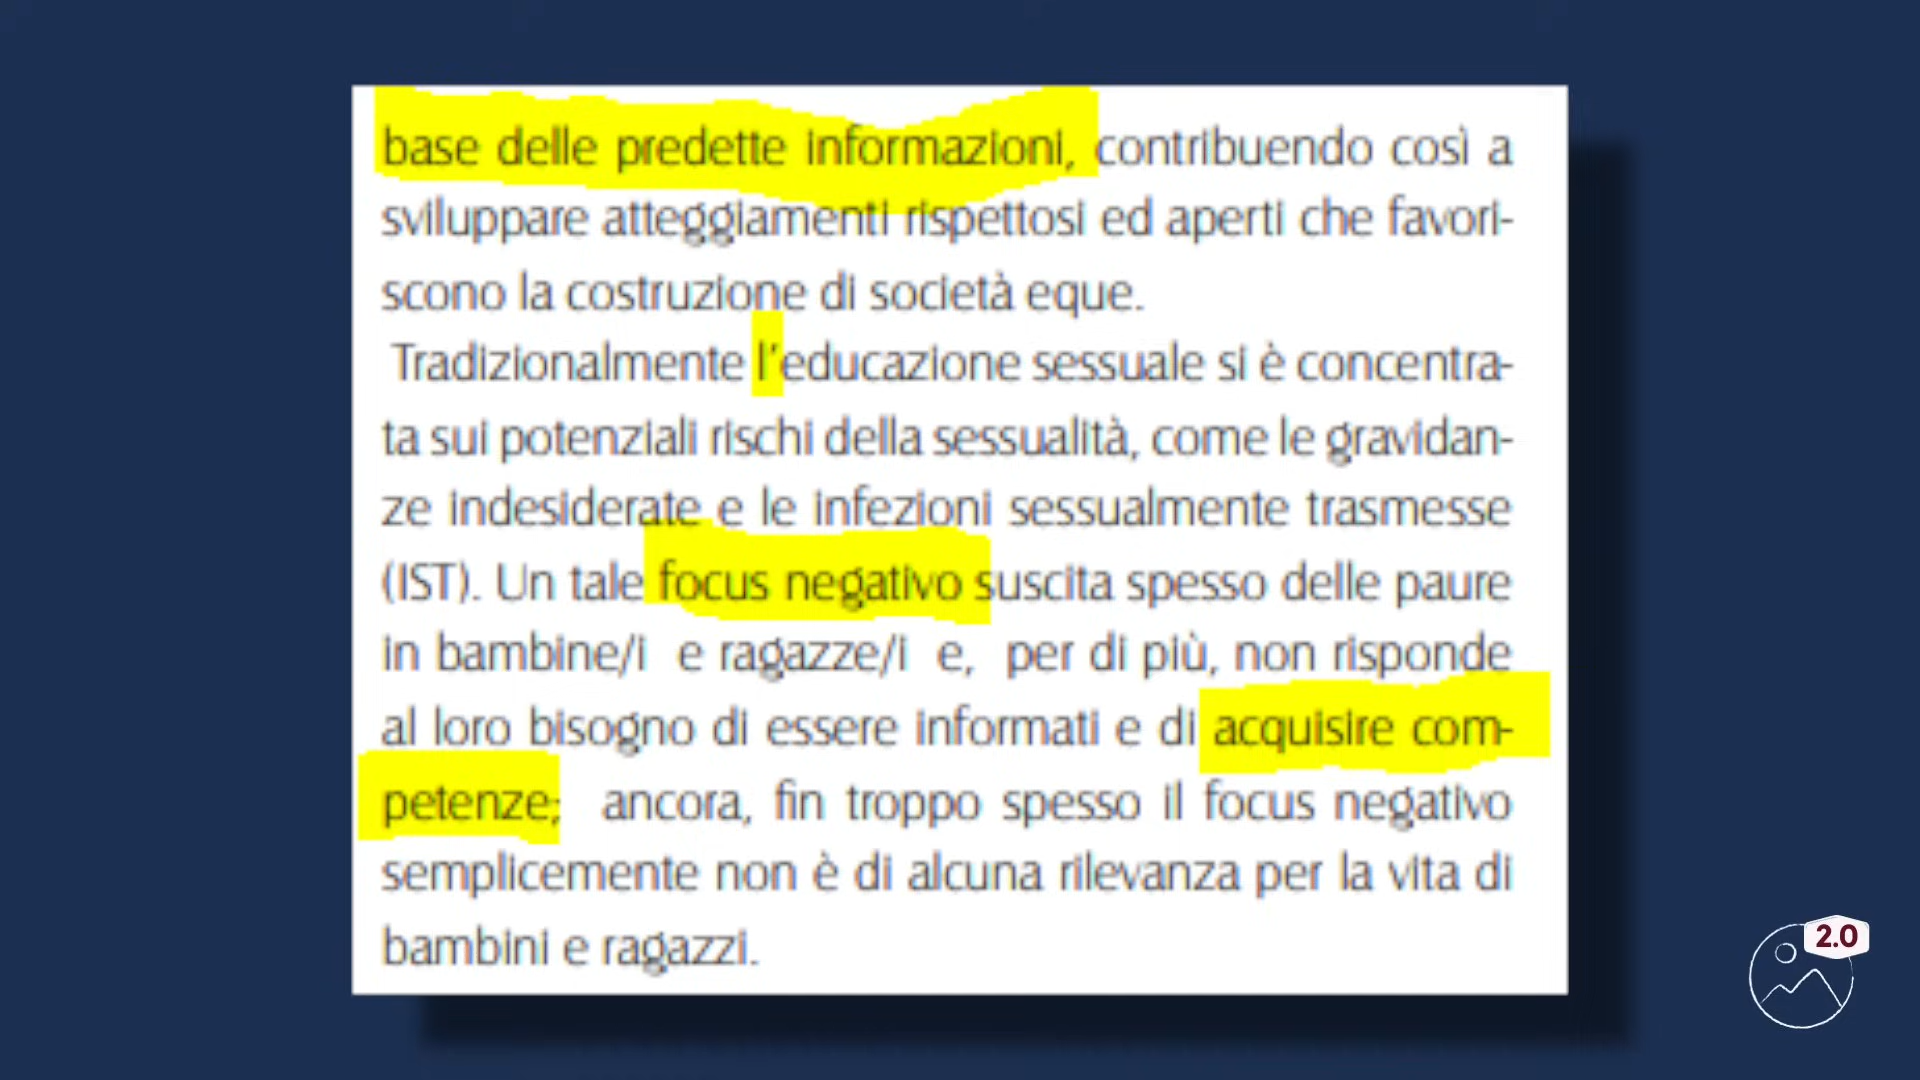 base delle predette informazioni, contribuendo così a
sviluppare atteggiamenti rispettosi ed aperti che favori-
scono la costruzione di società eque.
Tradizionalmente l'educazione sessuale si è concentra-
ta sui potenziali rischi della sessualità, come le gravidan-
ze indesiderate e le infezioni sessualmente trasmesse
(IST). Un tale focus negativo suscita spesso delle paure
in bambine/i e ragazze/i e, per di più, non risponde
al loro bisogno di essere informati e di acquisire com-
petenze; ancora, fin troppo spesso il focus negativo
semplicemente non è di alcuna rilevanza per la vita di
bambini e ragazzi.
2.0